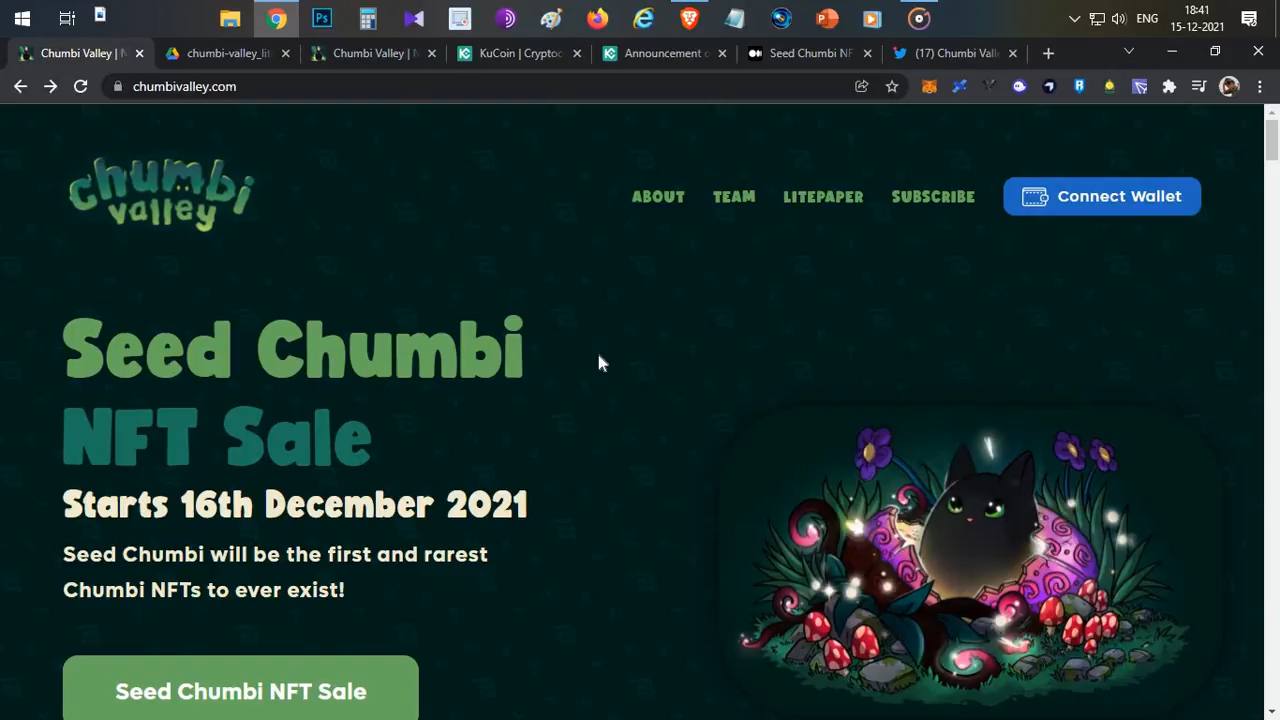 18:41
ENG
15-12-2021
Chumbi Valley | N
chumbi-valley_lit
Chumbi Valley | N
KuCoin | Cryptoc
Announcement o
Seed Chumbi NF
(17) Chumbi Vall
chumbivalley.com
chumbi
valley
ABOUT
TEAM
LITEPAPER
SUBSCRIBE
Connect Wallet
Seed Chumbi
NFT Sale
Starts 16th December 2021
Seed Chumbi will be the first and rarest
Chumbi NFTs to ever exist!
Seed Chumbi NFT Sale